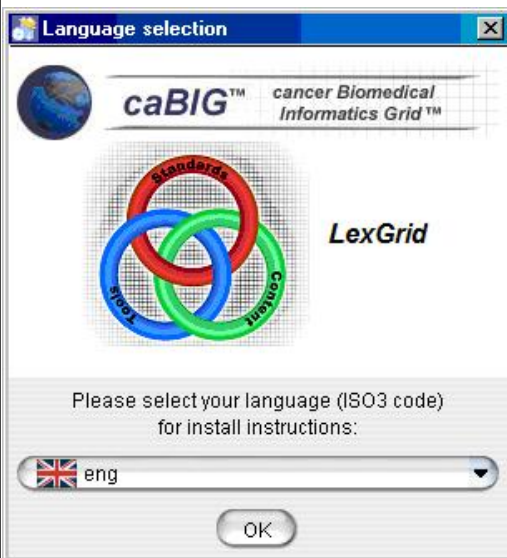 Language selection
caBIG™ cancer Biomedical
Informatics Grid™
Standards
LexGrid
Tools
Content
Please select your language (ISO3 code)
for install instructions:
eng
OK